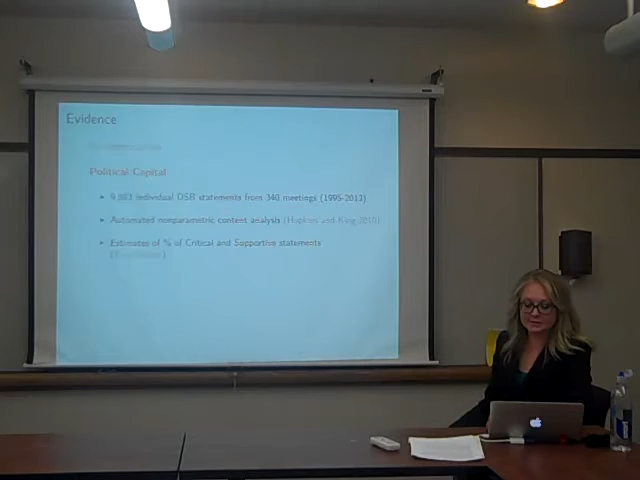 Evidence
Political Capital
9,883 individual DSB statements from 340 meetings (1995-2013)
Automated nonparametric content analysis (Hopkins and King 2010)
Estimates of % of Critical and Supportive statements